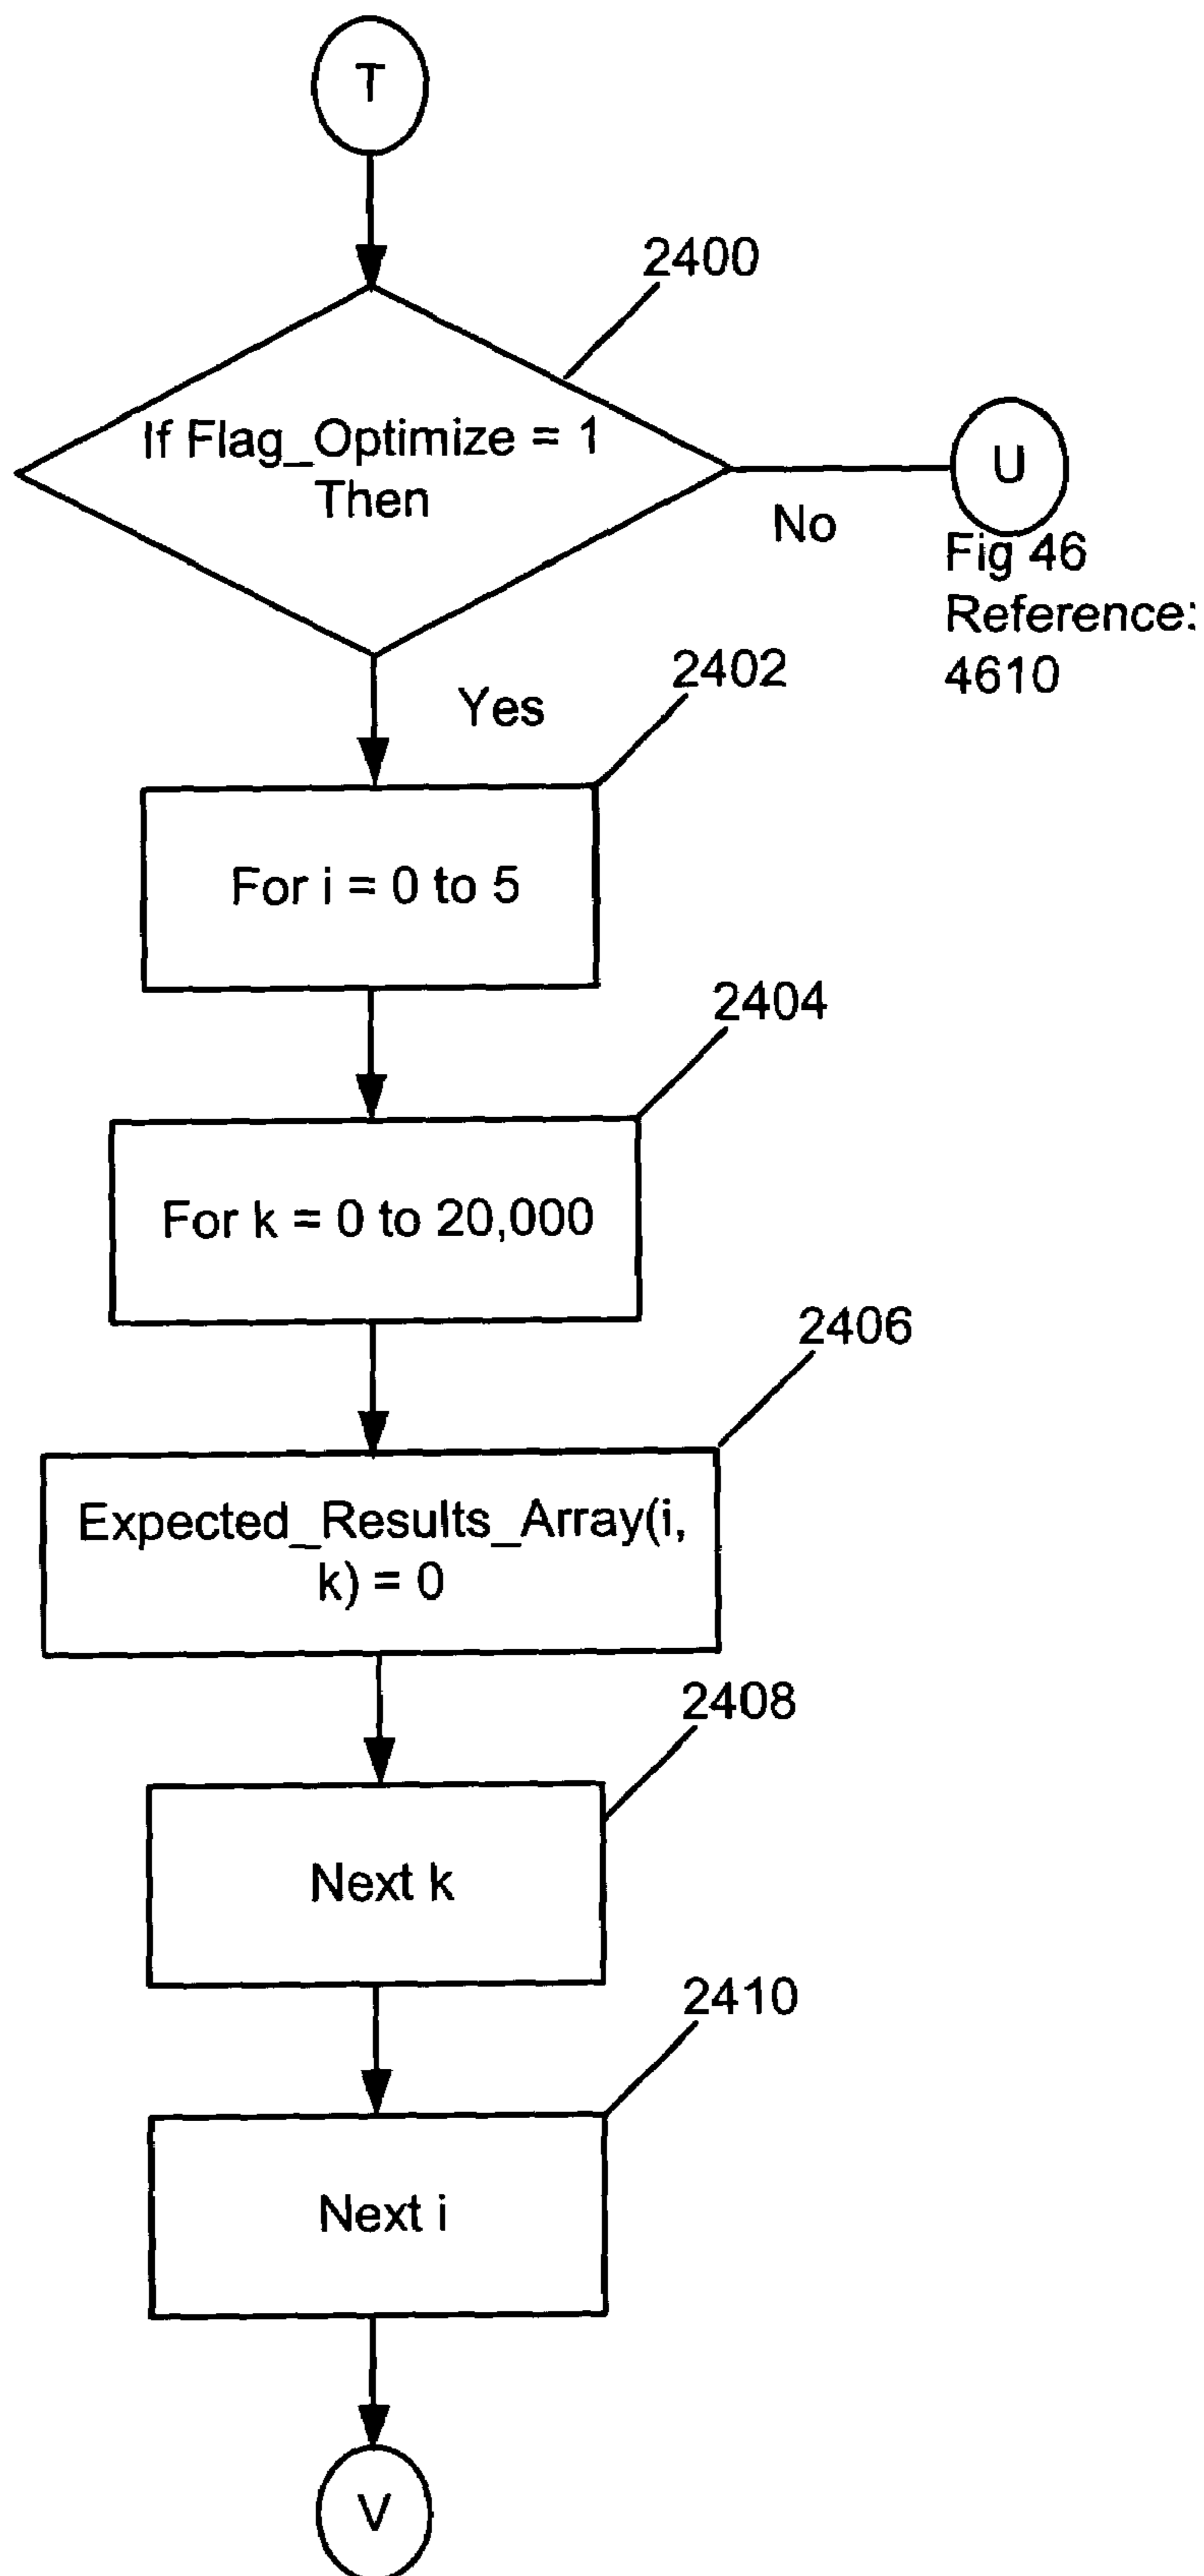 T
2400
If Flag_Optimize = 1
Then
No
U
Fig 46
Reference:
4610
Yes
2402
For i = 0 to 5
2404
For k = 0 to 20,000
2406
Expected_Results_Array(i,
k) = 0
2408
Next k
2410
Next i
V